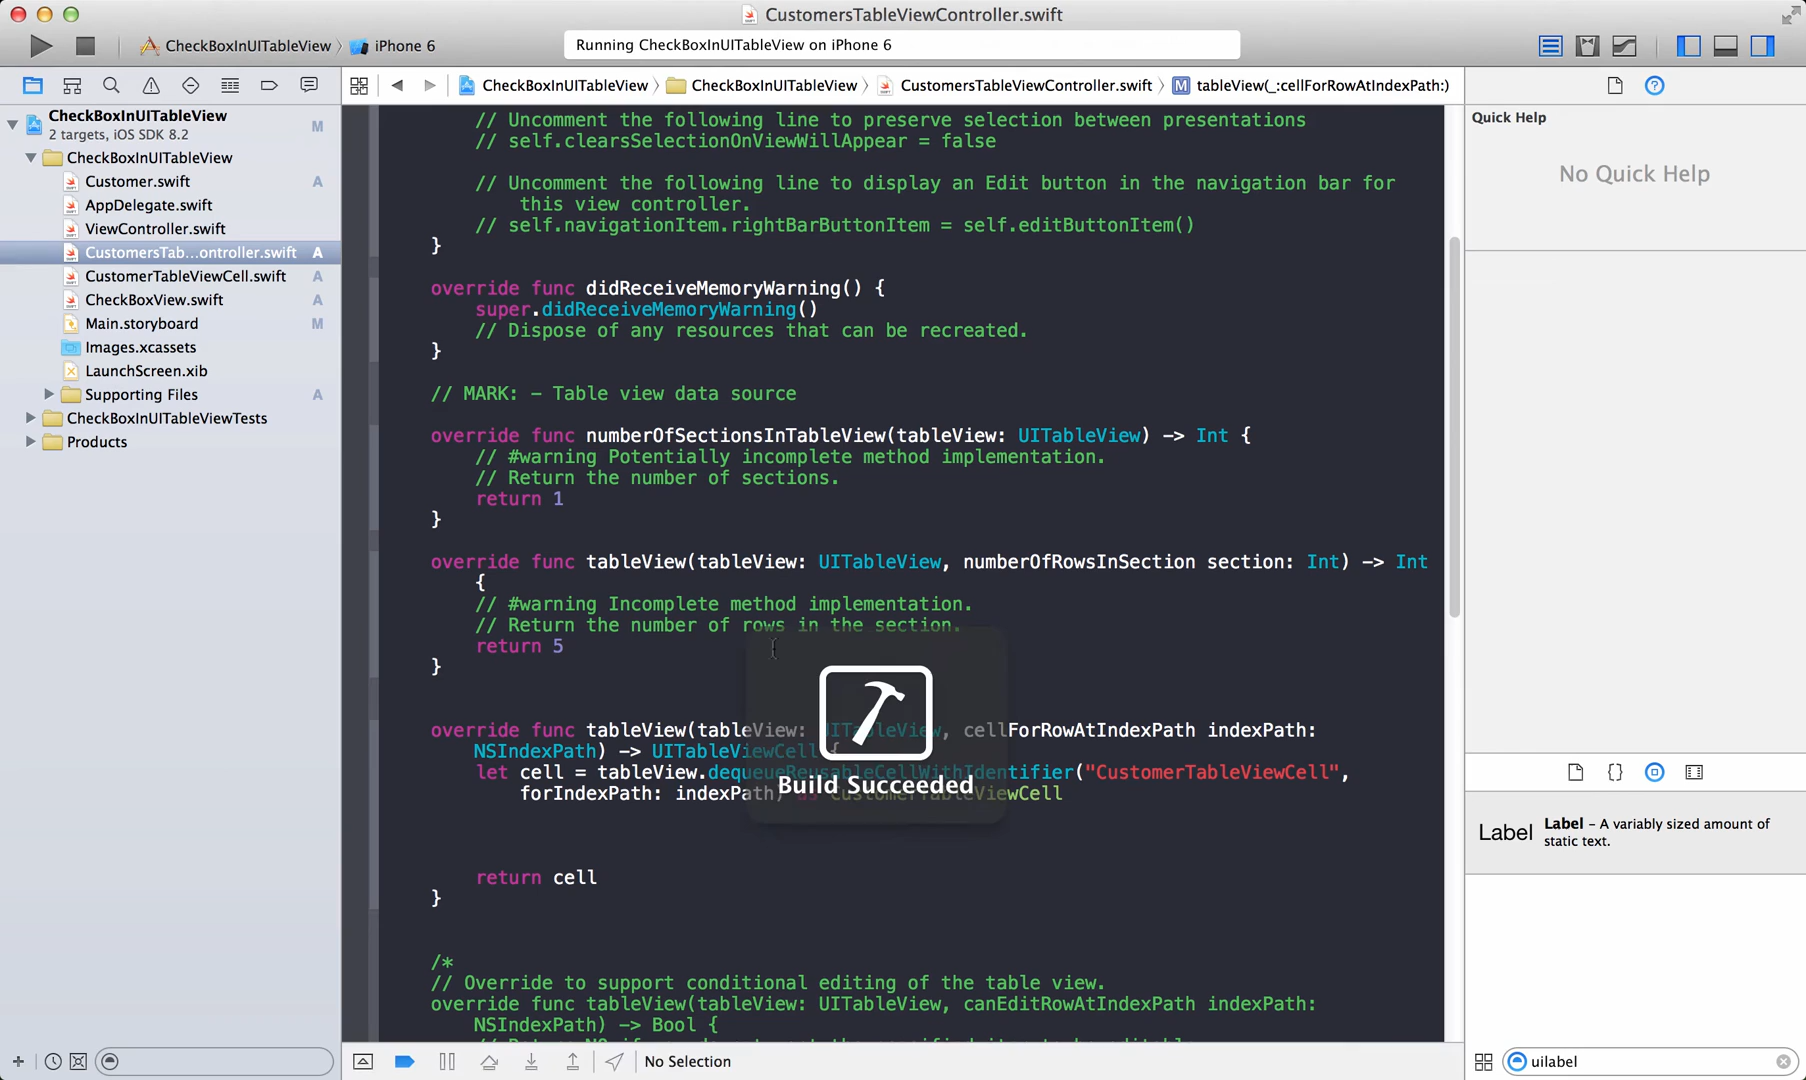 CustomersTableViewController.swift
CheckBoxInUITableView
iPhone 6
Running CheckBoxInUITableView on iPhone 6
CheckBoxInUITableView
CheckBoxInUITableView
CustomersTableViewController.swift
M
tableView(_:cellForRowAtIndexPath:)
CheckBoxInUITableView
M
2 targets, iOS SDK 8.2
CheckBoxInUITableView
Customer.swift
A
AppDelegate.swift
ViewController.swift
CustomersTab...ontroller.swift
A
CustomerTableViewCell.swift
A
CheckBoxView.swift
A
Main.storyboard
M
Images.xcassets
LaunchScreen.xib
Supporting Files
A
CheckBoxInUITableViewTests
Products
// Uncomment the following line to preserve selection between presentations
// self.clearsSelectionOnViewWillAppear = false
// Uncomment the following line to display an Edit button in the navigation bar for
this view controller.
// self.navigationItem.rightBarButtonItem = self.editButtonItem()
}
override func didReceiveMemoryWarning() {
super.didReceiveMemoryWarning()
// Dispose of any resources that can be recreated.
}
// MARK: - Table view data source
override func numberOfSectionsInTableView(tableView: UITableView) -> Int {
// #warning Potentially incomplete method implementation.
// Return the number of sections.
return 1
}
override func tableView(tableView: UITableView, numberOfRowsInSection section: Int) -> Int
{
// #warning Incomplete method implementation.
// Return the number of rows in the section.
return 5
}
override func tableView(tableView: UITableView, cellForRowAtIndexPath indexPath:
NSIndexPath) -> UITableViewCell {
let cell = tableView.dequeueReusableCellWithIdentifier("CustomerTableViewCell",
forIndexPath: indexPath) as CustomerTableViewCell
return cell
}
/*
// Override to support conditional editing of the table view.
override func tableView(tableView: UITableView, canEditRowAtIndexPath indexPath:
NSIndexPath) -> Bool {
Build Succeeded
No Selection
Quick Help
No Quick Help
Label
Label – A variably sized amount of
static text.
uilabel